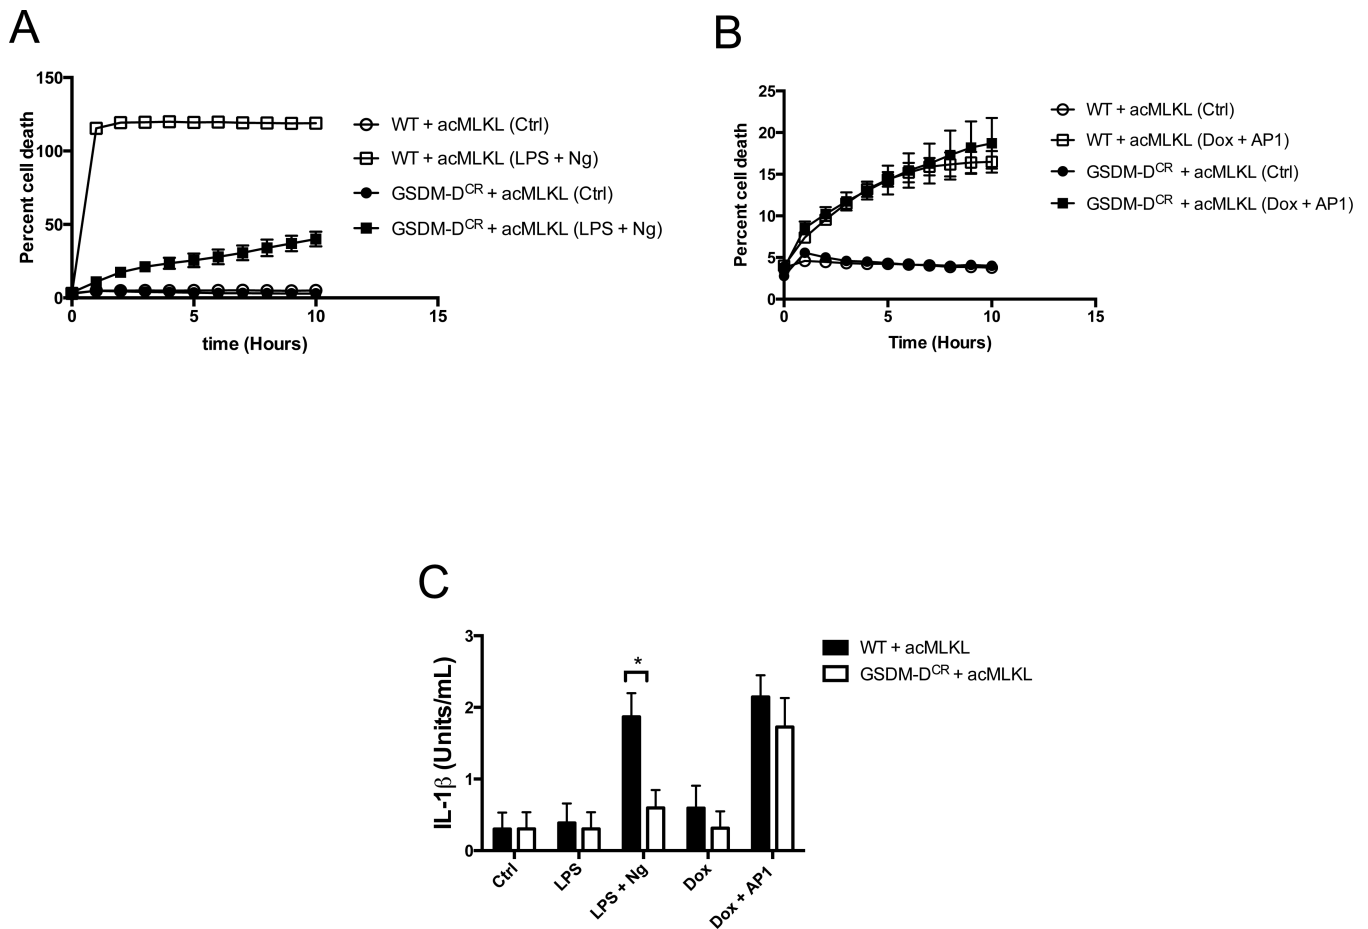 A
Percent cell death
150
100
50
0
0
5
10
15
time (Hours)
WT + acMLKL (Ctrl)
WT + acMLKL (LPS + Ng)
GSDM-D^CR + acMLKL (Ctrl)
GSDM-D^CR + acMLKL (LPS + Ng)
B
Percent cell death
25
20
15
10
5
0
0
5
10
15
Time (Hours)
WT + acMLKL (Ctrl)
WT + acMLKL (Dox + AP1)
GSDM-D^CR + acMLKL (Ctrl)
GSDM-D^CR + acMLKL (Dox + AP1)
C
IL-1β (Units/mL)
3
2
1
0
*
Ctrl
LPS
LPS + Ng
Dox
Dox + AP1
WT + acMLKL
GSDM-D^CR + acMLKL